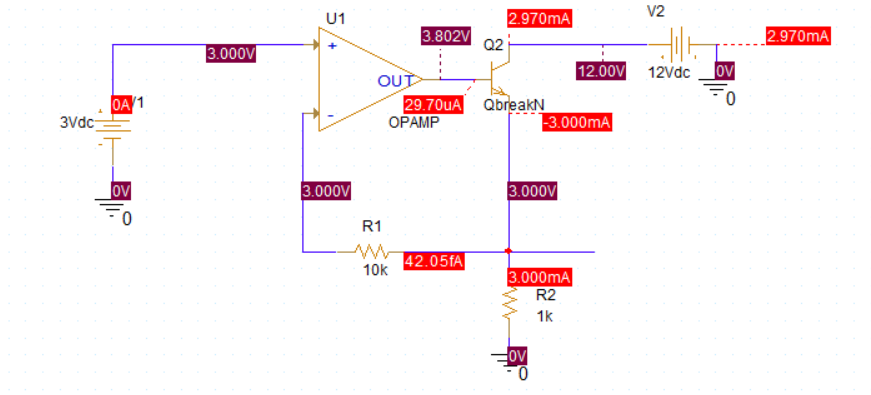 U1
2.970mA
V2
3.802V
2.970mA
+
Q2
3.000V
12.00V
0V
OUT
12Vdc
0
0A
/1
29.70uA
QbreakN
3Vdc
-
OPAMP
-3.000mA
0V
3.000V
3.000V
0
R1
10k
42.05fA
3.000mA
R2
1k
0V
0